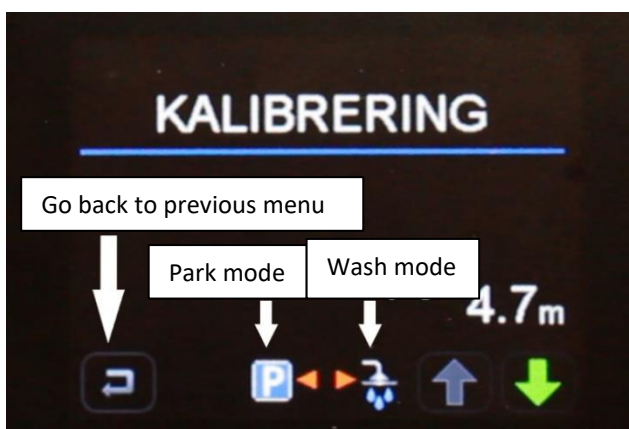 KALIBRERING
Go back to previous menu
Park mode
Wash mode
4.7m
P